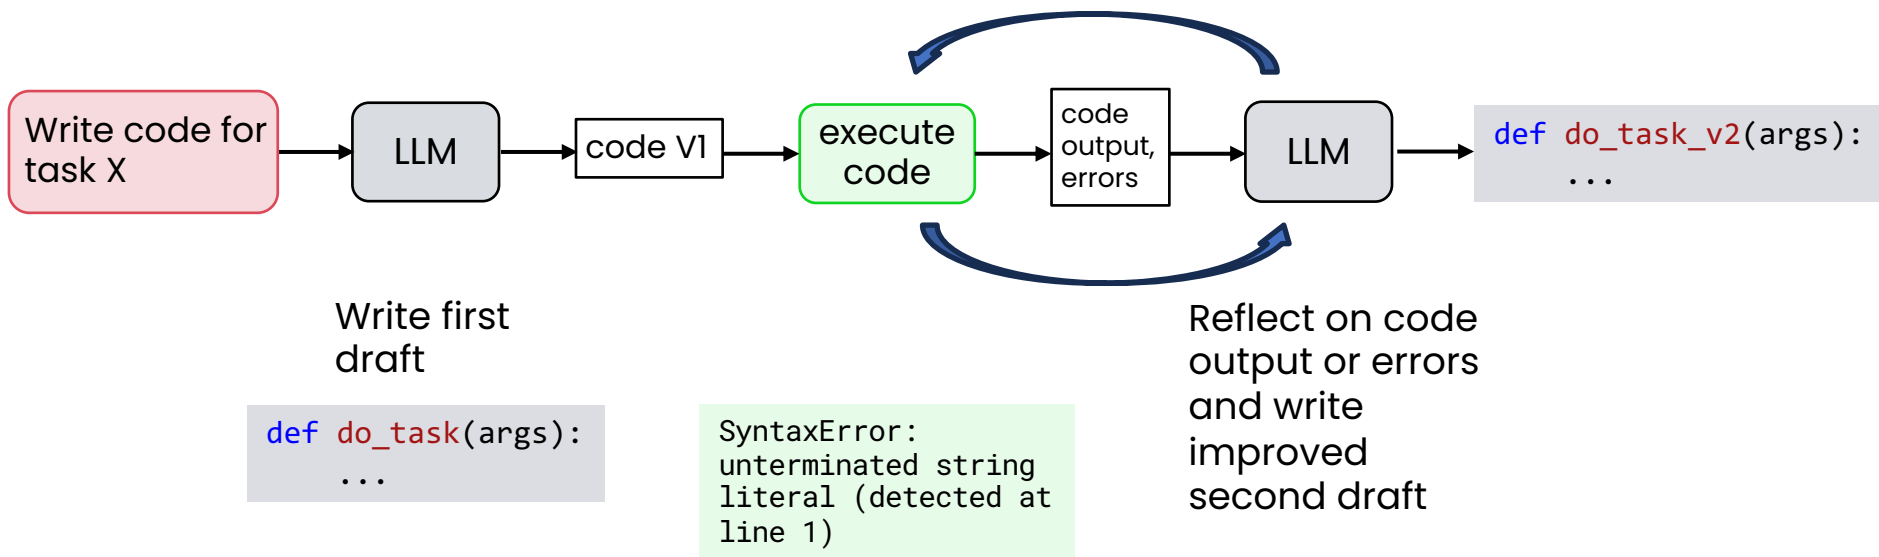 Write code for
task X
LLM
code V1
execute
code
code
output,
errors
LLM
def do_task_v2(args):
...
Write first
draft
def do_task(args):
...
SyntaxError:
unterminated string
literal (detected at
line 1)
Reflect on code
output or errors
and write
improved
second draft